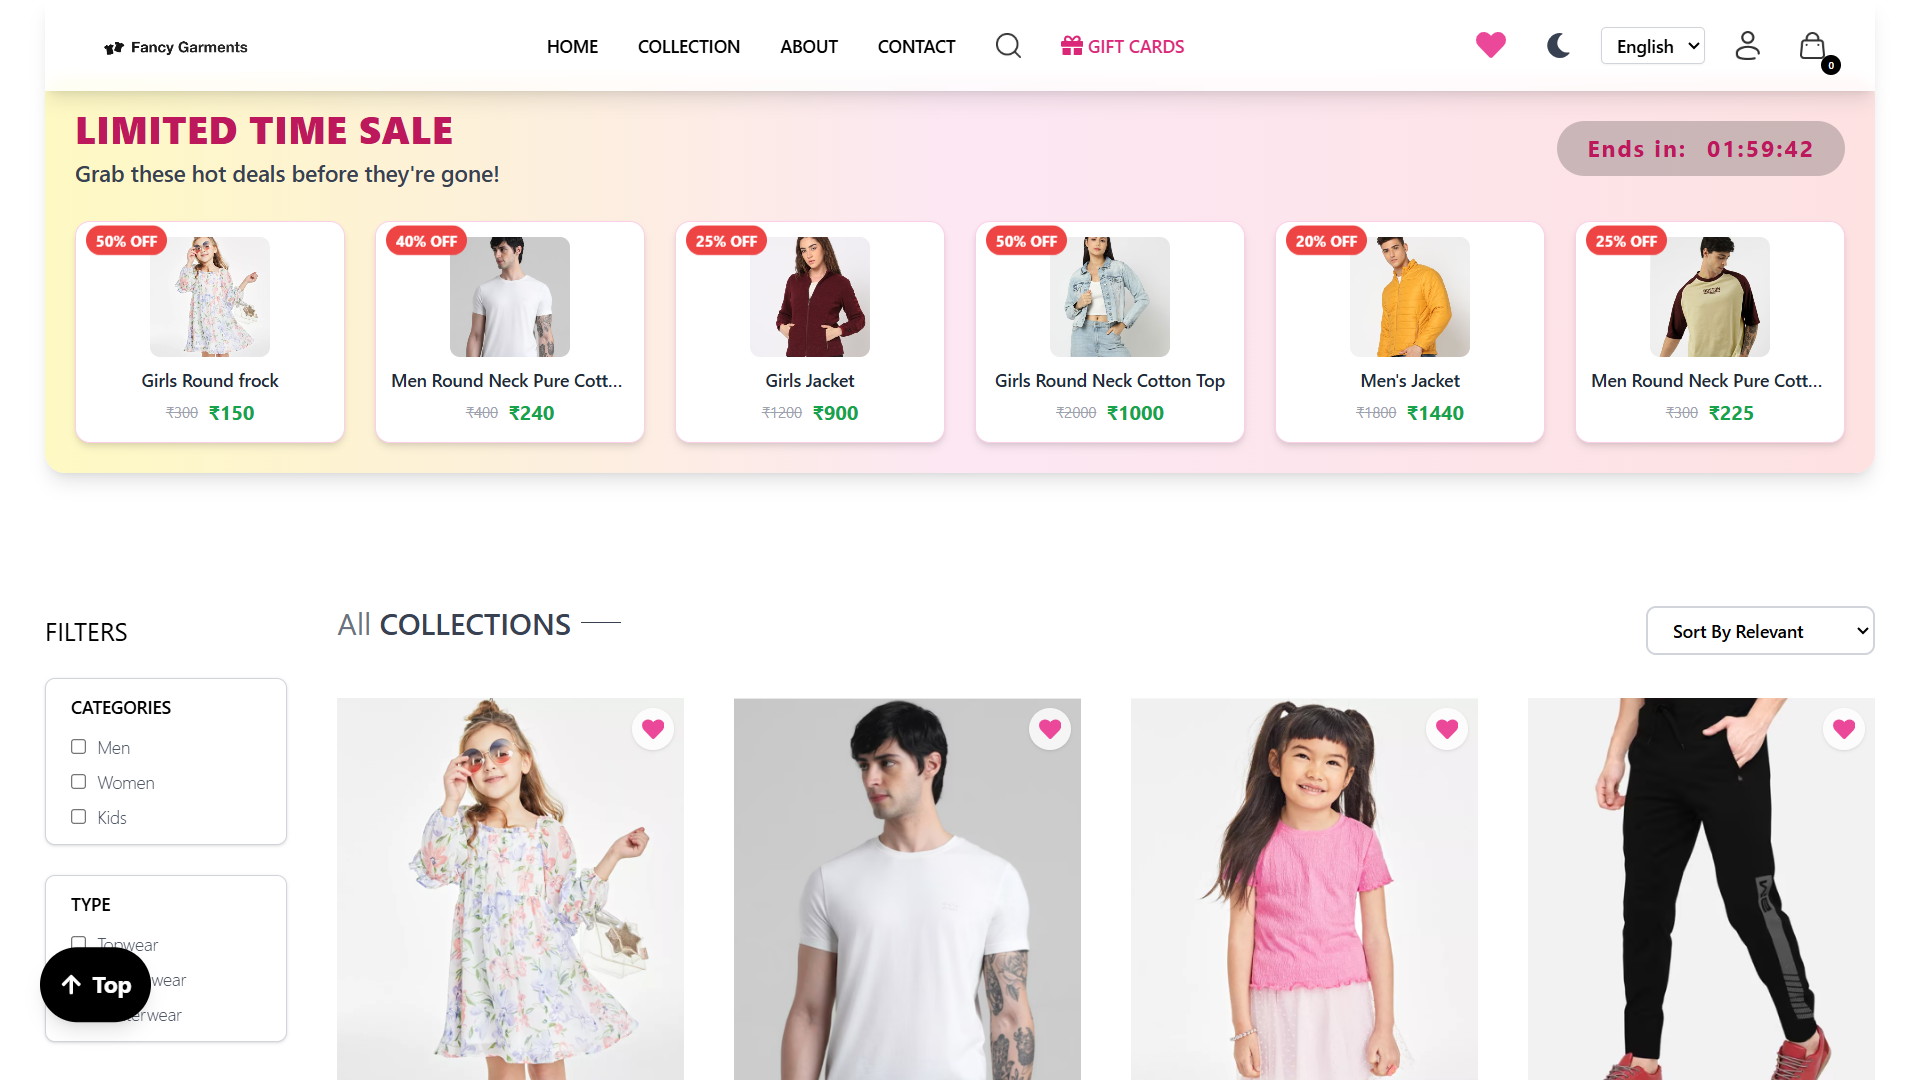 Fancy Garments
HOME
COLLECTION
ABOUT
CONTACT
GIFT CARDS
English
0
LIMITED TIME SALE
Grab these hot deals before they're gone!
Ends in: 01:59:42
50% OFF
Girls Round frock
₹300 ₹150
40% OFF
Men Round Neck Pure Cott...
₹400 ₹240
25% OFF
Girls Jacket
₹1200 ₹900
50% OFF
Girls Round Neck Cotton Top
₹2000 ₹1000
20% OFF
Men's Jacket
₹1800 ₹1440
25% OFF
Men Round Neck Pure Cott...
₹300 ₹225
FILTERS
CATEGORIES
Men
Women
Kids
TYPE
Topwear
wear
erwear
Top
All COLLECTIONS
Sort By Relevant